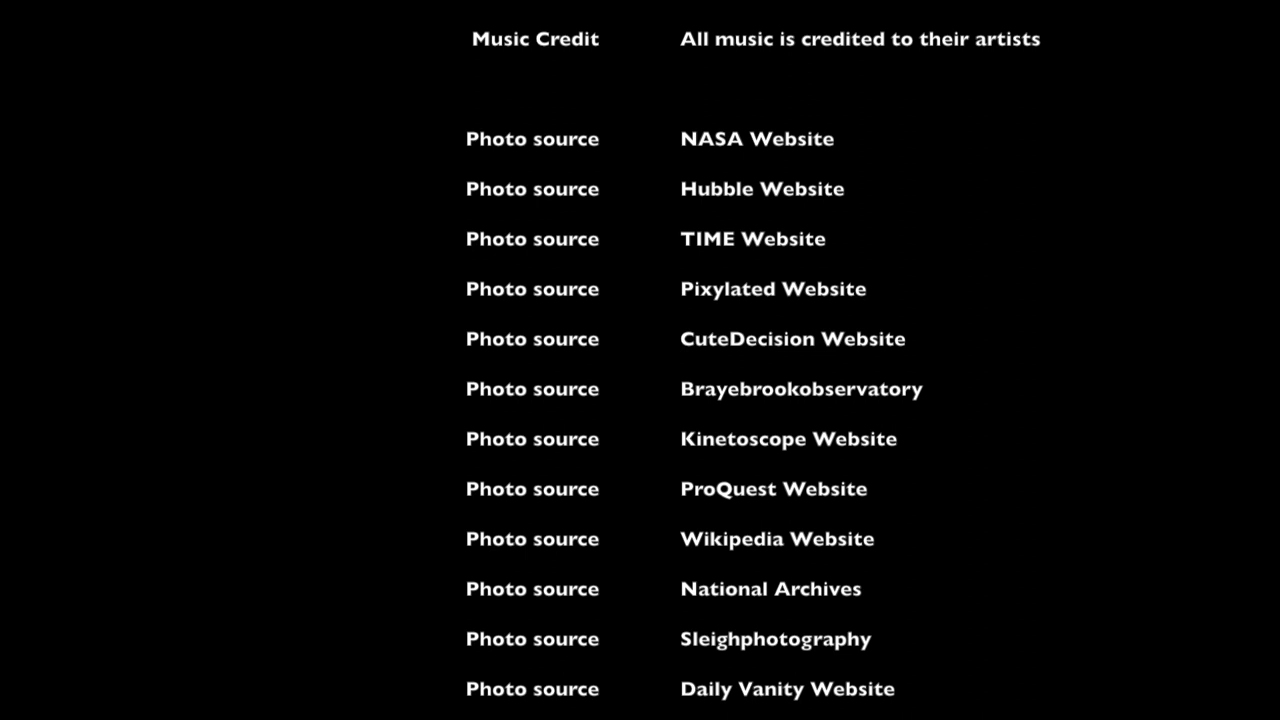 Music Credit All music is credited to their artists
Photo source NASA Website
Photo source Hubble Website
Photo source TIME Website
Photo source Pixylated Website
Photo source CuteDecision Website
Photo source Brayebrookobservatory
Photo source Kinetoscope Website
Photo source ProQuest Website
Photo source Wikipedia Website
Photo source National Archives
Photo source Sleighphotography
Photo source Daily Vanity Website